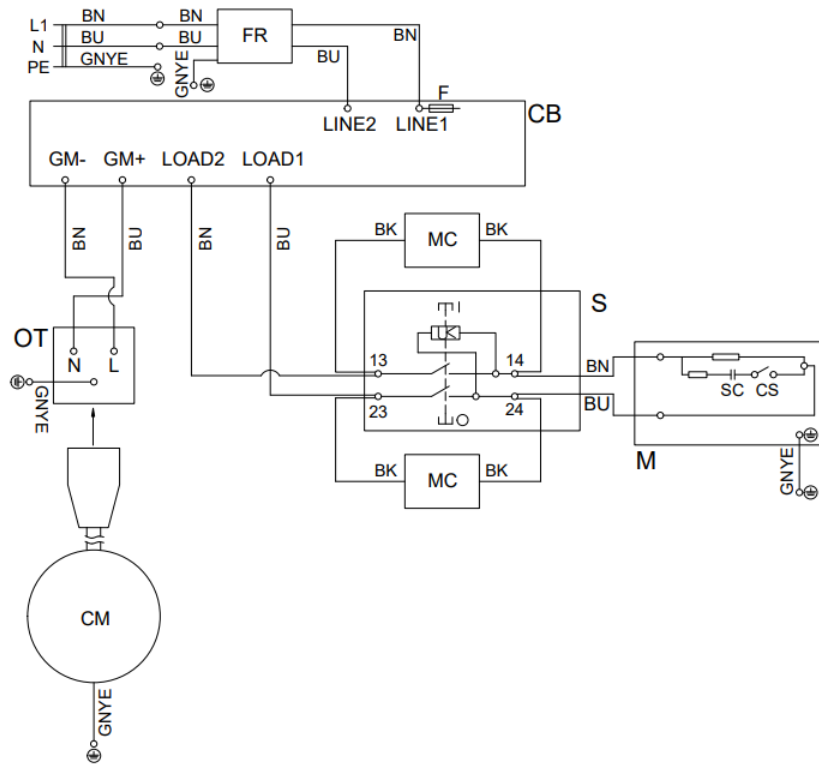 L1 BN BN
N BU BU FR BN
PE GNYE GNYE BU
F
LINE2 LINE1 CB
GM- GM+ LOAD2 LOAD1
BN BU BN BU BK MC BK
S
I
OT
N L 13 14 BN
GNYE 23 24 BU SC CS
O
BK MC BK M GNYE
CM
GNYE